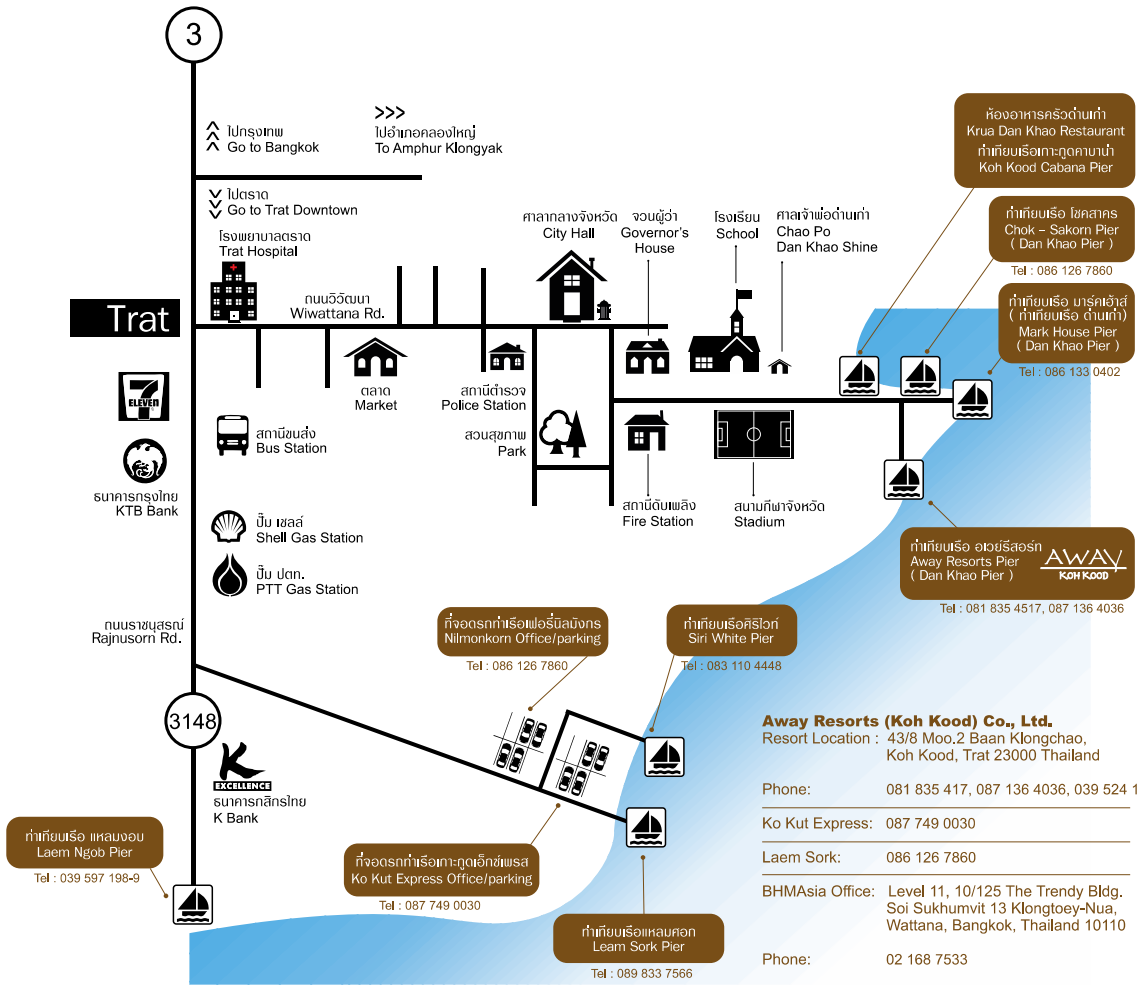 3
ไปกรุงเทพ
Go to Bangkok
>>>
ไปอำเภอคลองใหญ่
To Amphur Klongyak
ไปตราด
Go to Trat Downtown
โรงพยาบาลตราด
Trat Hospital
ถนนวิวัฒนา
Wiwattana Rd.
ศาลากลางจังหวัด
City Hall
จวนผู้ว่า
Governor's
House
โรงเรียน
School
ศาลเจ้าพ่อด่านเก่า
Chao Po
Dan Khao Shine
ห้องอาหารครัวด่านเก่า
Krua Dan Khao Restaurant
ท่าเทียบเรือเกาะกูดคาบาน่า
Koh Kood Cabana Pier
ท่าเทียบเรือ โชคสาคร
Chok – Sakorn Pier
( Dan Khao Pier )
Tel : 086 126 7860
ท่าเทียบเรือ มาร์คเฮ้าส์
( ท่าเทียบเรือ ด่านเก่า)
Mark House Pier
( Dan Khao Pier )
Tel : 086 133 0402
Trat
7
ELEVEn
ธนาคารกรุงไทย
KTB Bank
สถานีขนส่ง
Bus Station
ตลาด
Market
สถานีตำรวจ
Police Station
สวนสุขภาพ
Park
สถานีดับเพลิง
Fire Station
สนามกีฬาจังหวัด
Stadium
ปั๊ม เชลล์
Shell Gas Station
ปั๊ม ปตท.
PTT Gas Station
ท่าเทียบเรือ อเวย์รีสอร์ท
Away Resorts Pier
( Dan Khao Pier )
AWAY
KOH KOOD
Tel : 081 835 4517, 087 136 4036
ถนนราชนุสรณ์
Rajnusorn Rd.
ที่จอดรถท่าเรือเฟอรี่นิลมังกร
Nilmonkorn Office/parking
Tel : 086 126 7860
ท่าเทียบเรือศิริไวท์
Siri White Pier
Tel : 083 110 4448
3148
K
EXCELLENCE
ธนาคารกสิกรไทย
K Bank
ท่าเทียบเรือ แหลมงอบ
Laem Ngob Pier
Tel : 039 597 198-9
ที่จอดรถท่าเรือเกาะกูดเอ็กซ์เพรส
Ko Kut Express Office/parking
Tel : 087 749 0030
ท่าเทียบเรือแหลมศอก
Leam Sork Pier
Tel : 089 833 7566
Away Resorts (Koh Kood) Co., Ltd.
Resort Location : 43/8 Moo,2 Baan Klongchao,
Koh Kood, Trat 23000 Thailand
Phone: 081 835 417, 087 136 4036, 039 524 1
Ko Kut Express: 087 749 0030
Laem Sork: 086 126 7860
BHMAsia Office: Level 11, 10/125 The Trendy Bldg.
Soi Sukhumvit 13 Klongtoey-Nua,
Wattana, Bangkok, Thailand 10110
Phone: 02 168 7533